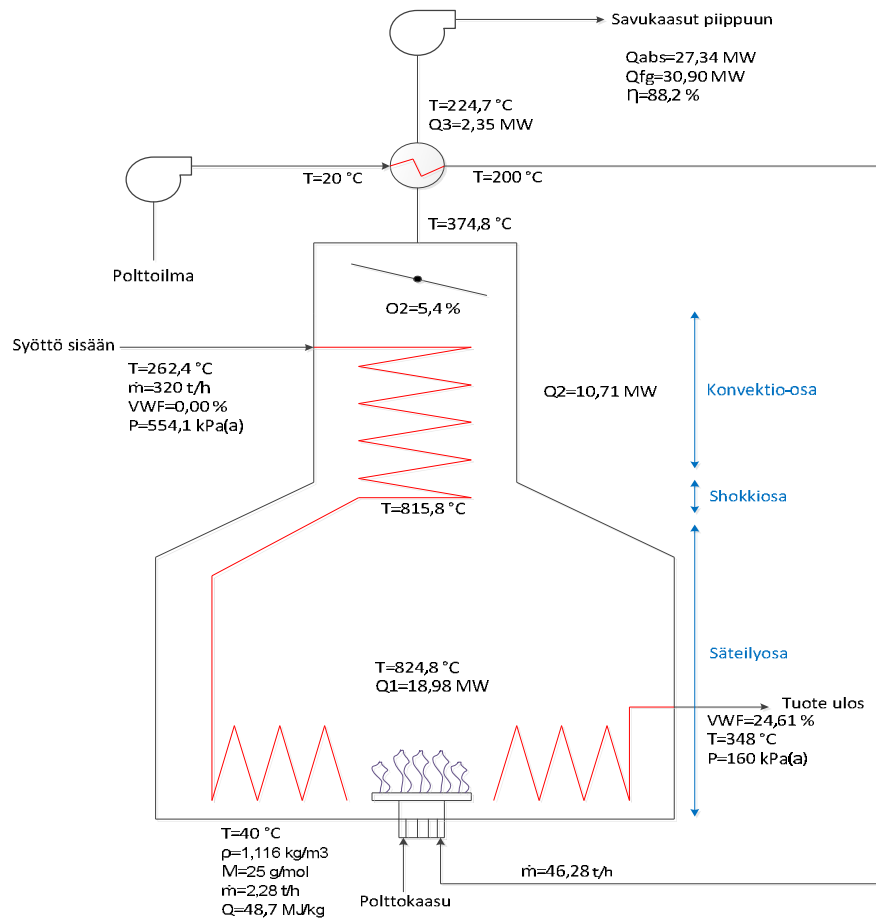 Savukaasut piippuun
Qabs=27,34 MW
Qfg=30,90 MW
Ƞ=88,2 %
T=224,7 °C
Q3=2,35 MW
T=20 °C
T=200 °C
T=374,8 °C
Polttoilma
O2=5,4 %
Syöttö sisään
T=262,4 °C
ṁ=320 t/h
VWF=0,00 %
P=554,1 kPa(a)
Q2=10,71 MW
Konvektio-osa
Shokkiosa
T=815,8 °C
Säteilyosa
T=824,8 °C
Q1=18,98 MW
Tuote ulos
VWF=24,61 %
T=348 °C
P=160 kPa(a)
T=40 °C
ρ=1,116 kg/m3
M=25 g/mol
ṁ=2,28 t/h
Q=48,7 MJ/kg
Polttokaasu
ṁ=46,28 t/h